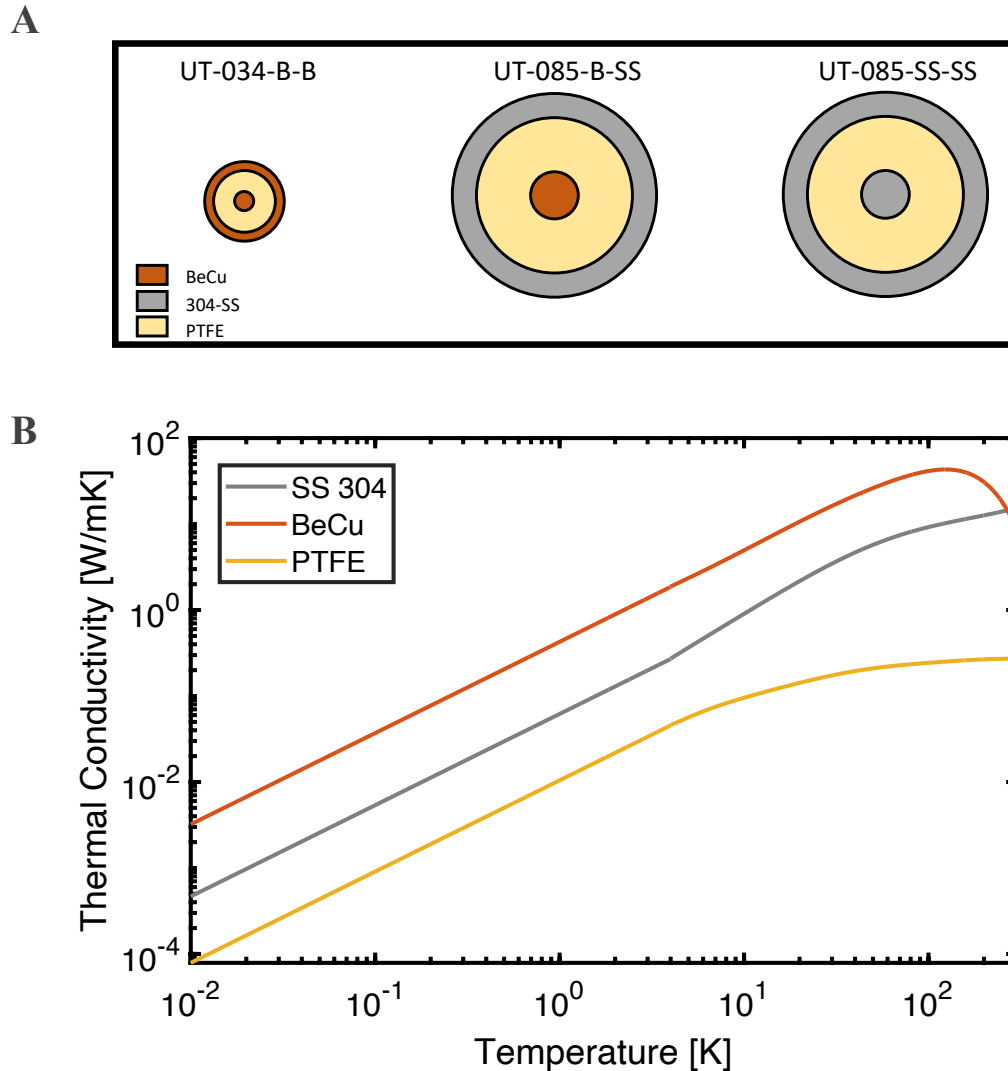 A
UT-034-B-B UT-085-B-SS UT-085-SS-SS
BeCu
304-SS
PTFE
B
10^2
10^0
10^-2
10^-4
Thermal Conductivity [W/mK]
SS 304
BeCu
PTFE
10^-2 10^-1 10^0 10^1 10^2
Temperature [K]